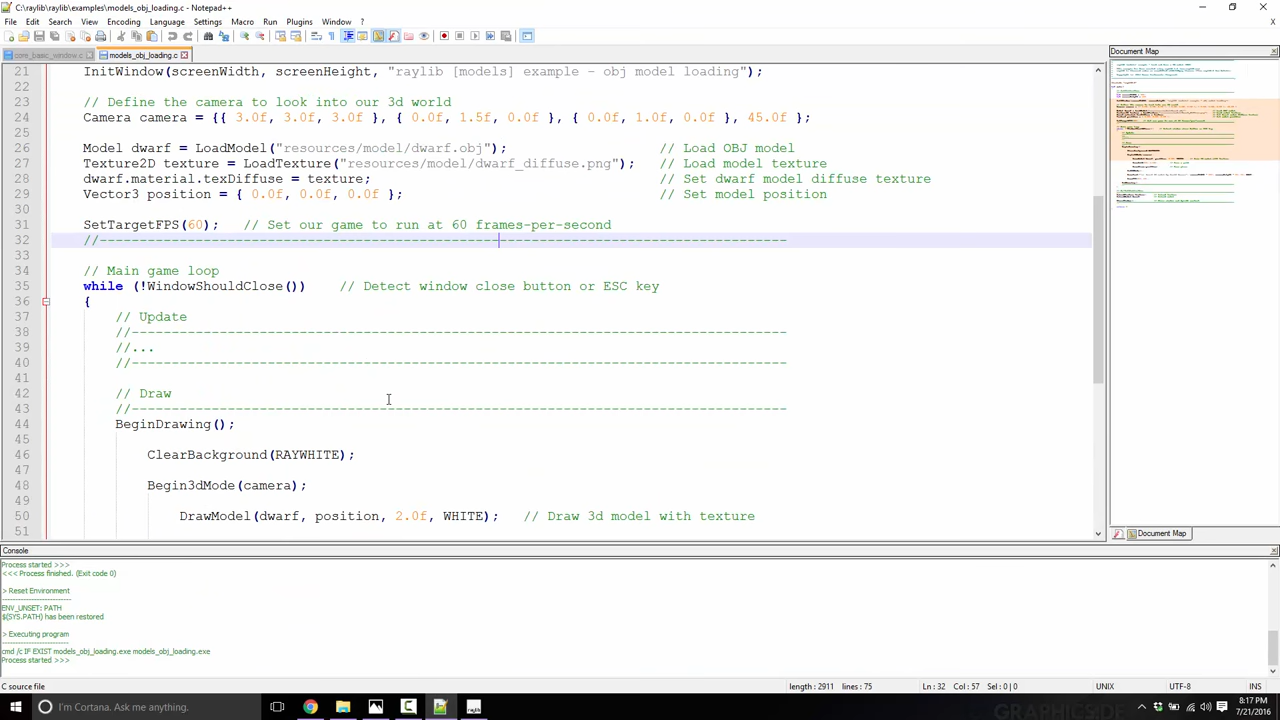 C:\raylib\raylib\examples\models_obj_loading.c - Notepad++
File Edit Search View Encoding Language Settings Macro Run Plugins Window ?
core_basic_window.c models_obj_loading.c
Document Map
21 InitWindow(screenWidth, screenHeight, "raylib [models] example - obj model loading");
22
23 // Define the camera to look into our 3d world
24 Camera camera = {{ 3.0f, 3.0f, 3.0f }, { 1.0f }, { 0.0f, 1.0f, 45.0f };
25
26 Model dwarf = LoadModel("resources/model/dwarf.obj"); // Load OBJ model
27 Texture2D texture = LoadTexture("resources/model/dwarf_diffuse.png"); // Load model texture
28 dwarf.material.texDiffuse = texture; // Set dwarf model diffuse texture
29 Vector3 position = { 0.0f, 0.0f, 0.0f }; // Set model position
30
31 SetTargetFPS(60); // Set our game to run at 60 frames-per-second
32 //--------------------------------------------------------------------------------------
33
34 // Main game loop
35 while (!WindowShouldClose()) // Detect window close button or ESC key
36 {
37 // Update
38 //----------------------------------------------------------------------------------
39 //...
40 //----------------------------------------------------------------------------------
41
42 // Draw
43 //----------------------------------------------------------------------------------
44 BeginDrawing();
45
46 ClearBackground(RAYWHITE);
47
48 Begin3dMode(camera);
49
50 DrawModel(dwarf, position, 2.0f, WHITE); // Draw 3d model with texture
51
Document Map
Console
Process started >>>
<<< Process finished. (Exit code 0)
> Reset Environment
ENV_UNSET: PATH
$(SYS.PATH) has been restored
> Executing program
cmd /c IF EXIST models_obj_loading.exe models_obj_loading.exe
Process started >>>
C source file length : 2911 lines : 75 Ln : 32 Col : 57 Sel : 0 | 0 UNIX UTF-8 INS
I'm Cortana. Ask me anything.
raylib
8:17 PM
7/21/2016